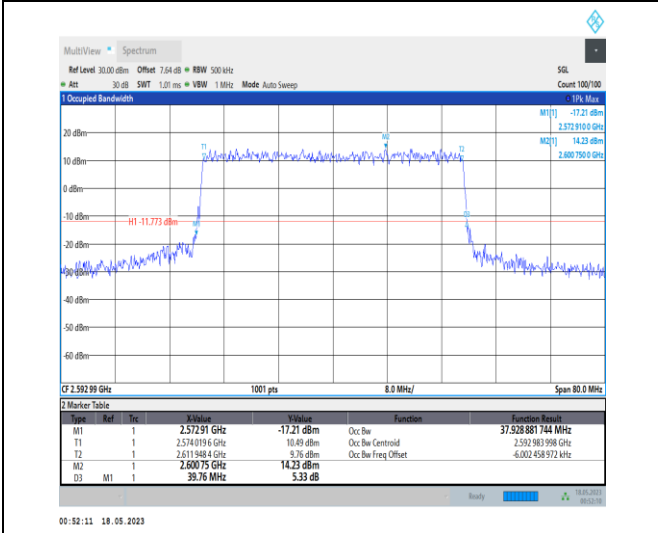 MultiView Spectrum
Ref Level 30.00 dBm Offset 7.64 dB RBW 500 kHz SGL
Att 30 dB SWT 1.01 ms VBW 1 MHz Mode Auto Sweep Count 100/100
1 Occupied Bandwidth 1Pk Max
M1[1] -17.21 dBm
2.572 910 0 GHz
M2[1] 14.23 dBm
2.600 750 0 GHz
20 dBm
T1 M2 T2
10 dBm
0 dBm
-10 dBm
H1 -11.773 dBm M1 D3
-20 dBm
-30 dBm
-40 dBm
-50 dBm
-60 dBm
CF 2.592 99 GHz 1001 pts 8.0 MHz/ Span 80.0 MHz
2 Marker Table
Type Ref Trc X-Value Y-Value Function Function Result
M1 1 2.572 91 GHz -17.21 dBm Occ Bw 37.928 881 744 MHz
T1 1 2.574 019 6 GHz 10.49 dBm Occ Bw Centroid 2.592 983 998 GHz
T2 1 2.611 948 4 GHz 9.76 dBm Occ Bw Freq Offset -6.002 458 972 kHz
M2 1 2.600 75 GHz 14.23 dBm
D3 M1 1 39.76 MHz 5.33 dB
Ready 18.05.2023
00:52:10
00:52:11 18.05.2023